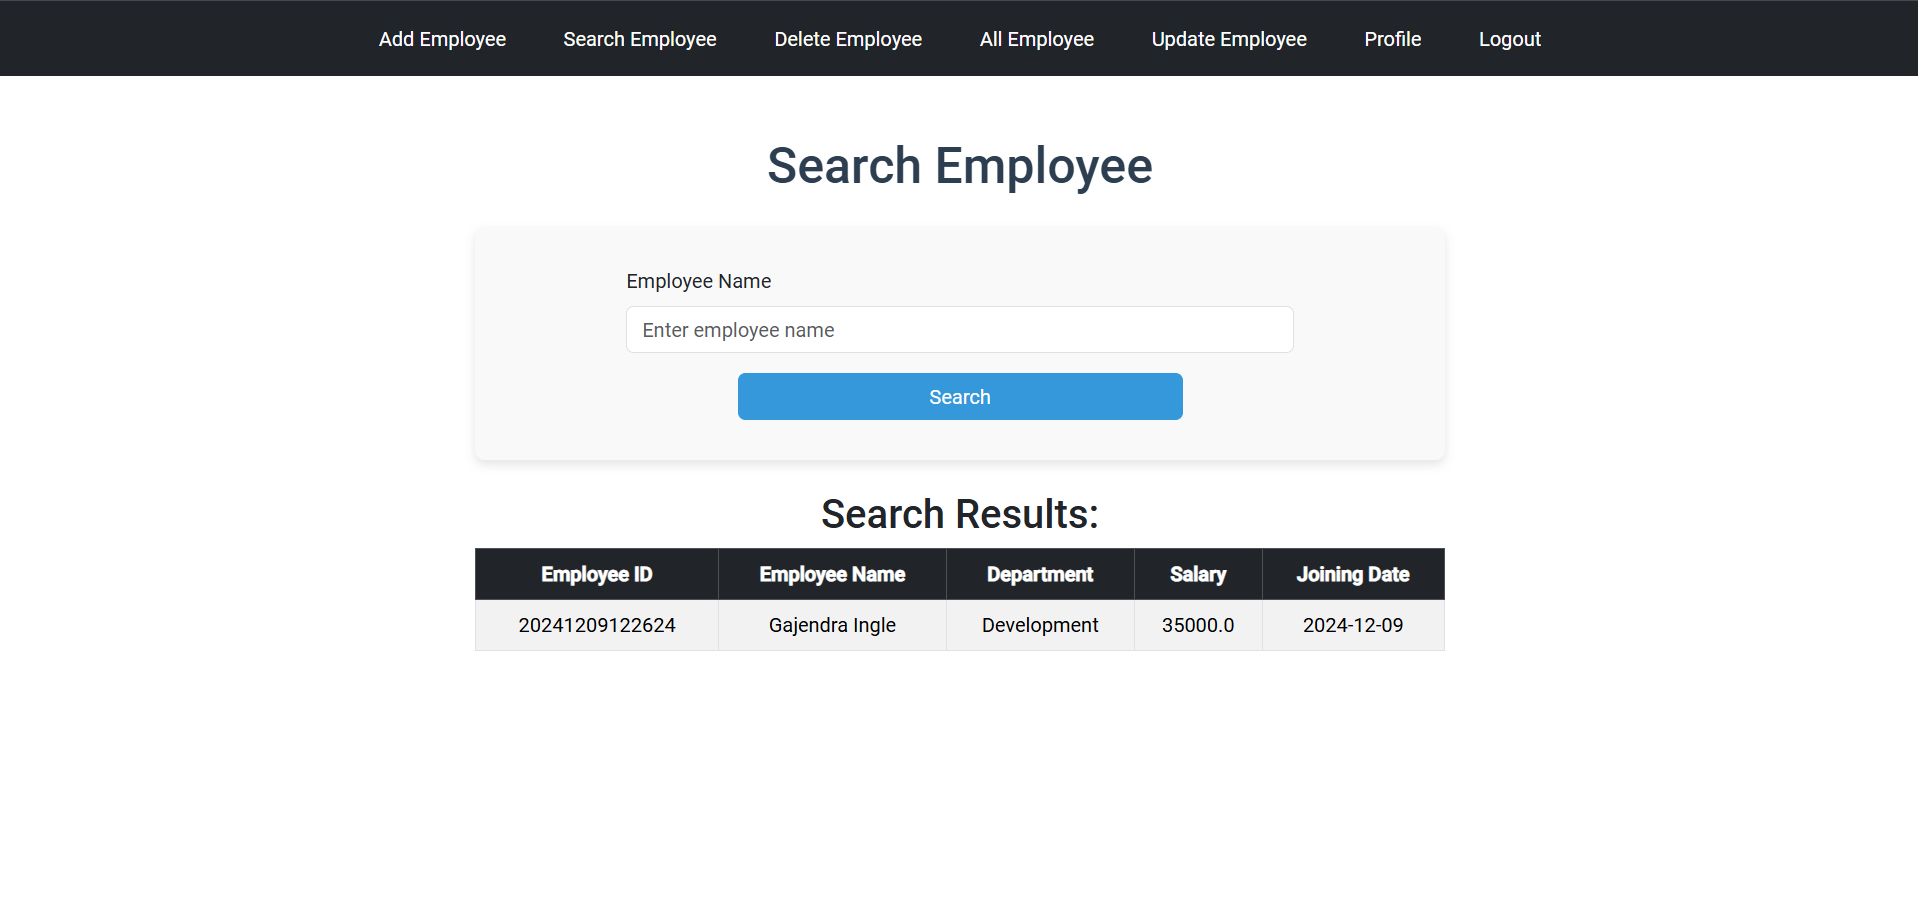 Add Employee Search Employee Delete Employee All Employee Update Employee Profile Logout
Search Employee
Employee Name
Enter employee name
Search
Search Results:
Employee ID Employee Name Department Salary Joining Date
20241209122624 Gajendra Ingle Development 35000.0 2024-12-09